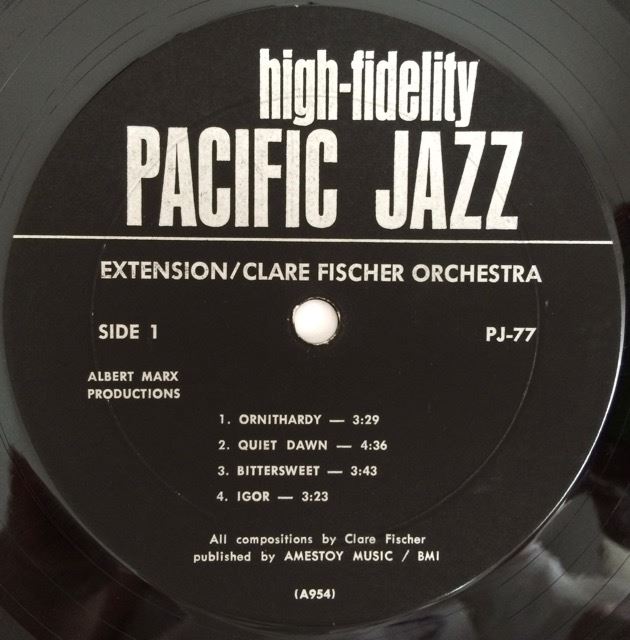 high-fidelity
PACIFIC JAZZ
EXTENSION/CLARE FISCHER ORCHESTRA
SIDE 1 PJ-77
ALBERT MARX
PRODUCTIONS
1. ORNITHARDY — 3:29
2. QUIET DAWN — 4:36
3. BITTERSWEET — 3:43
4. IGOR — 3:23
All compositions by Clare Fischer
published by AMESTOY MUSIC / BMI
(A954)